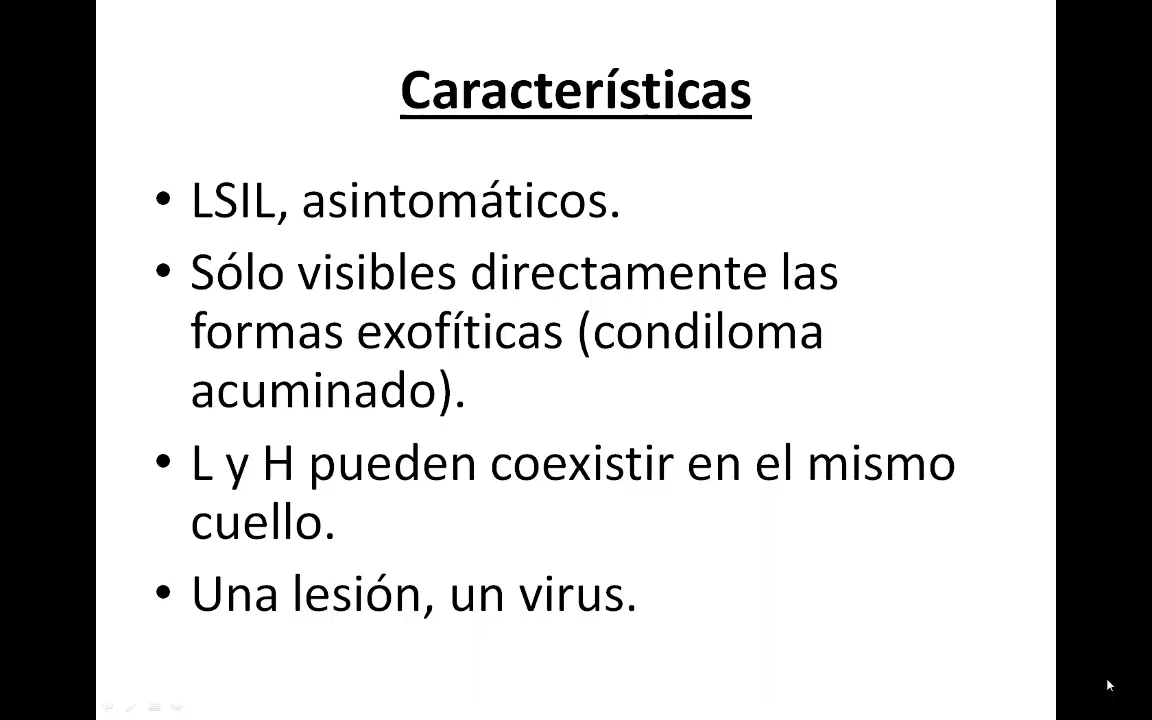 Características
• LSIL, asintomáticos.
• Sólo visibles directamente las
formas exofíticas (condiloma
acuminado).
• L y H pueden coexistir en el mismo
cuello.
• Una lesión, un virus.